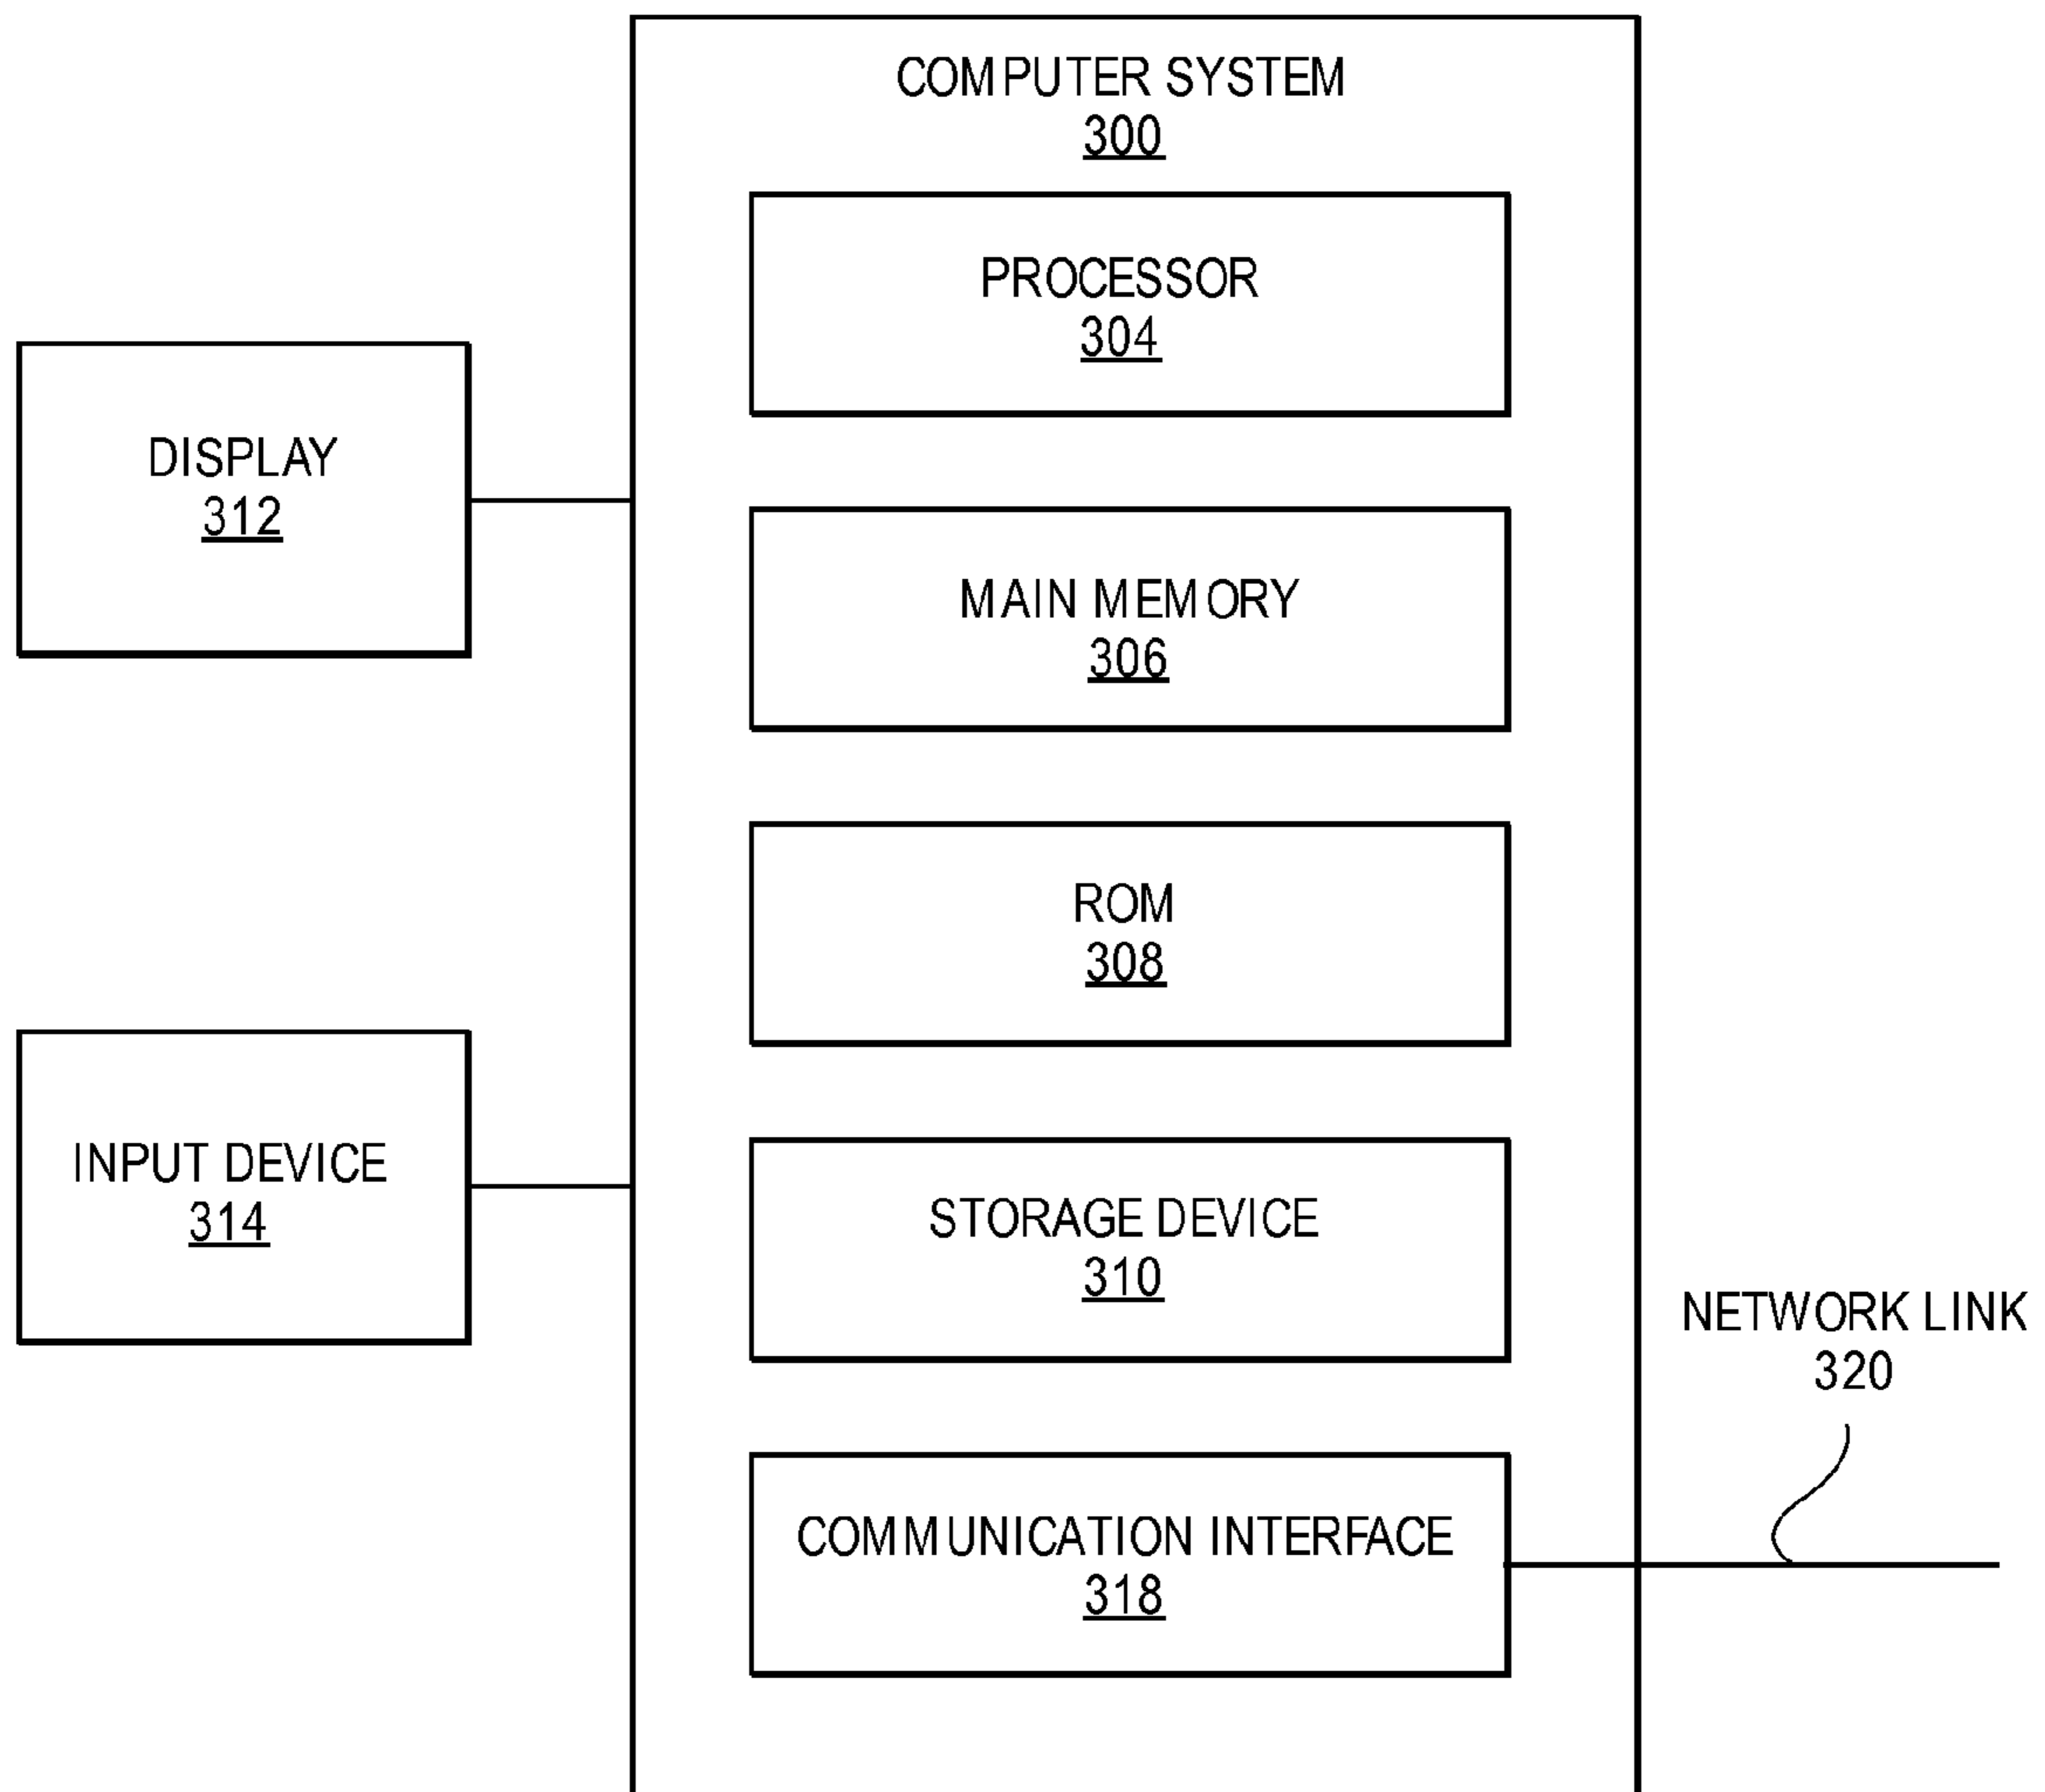 COMPUTER SYSTEM
300
PROCESSOR
304
DISPLAY
312
MAIN MEMORY
306
ROM
308
INPUT DEVICE
314
STORAGE DEVICE
310
NETWORK LINK
320
COMMUNICATION INTERFACE
318